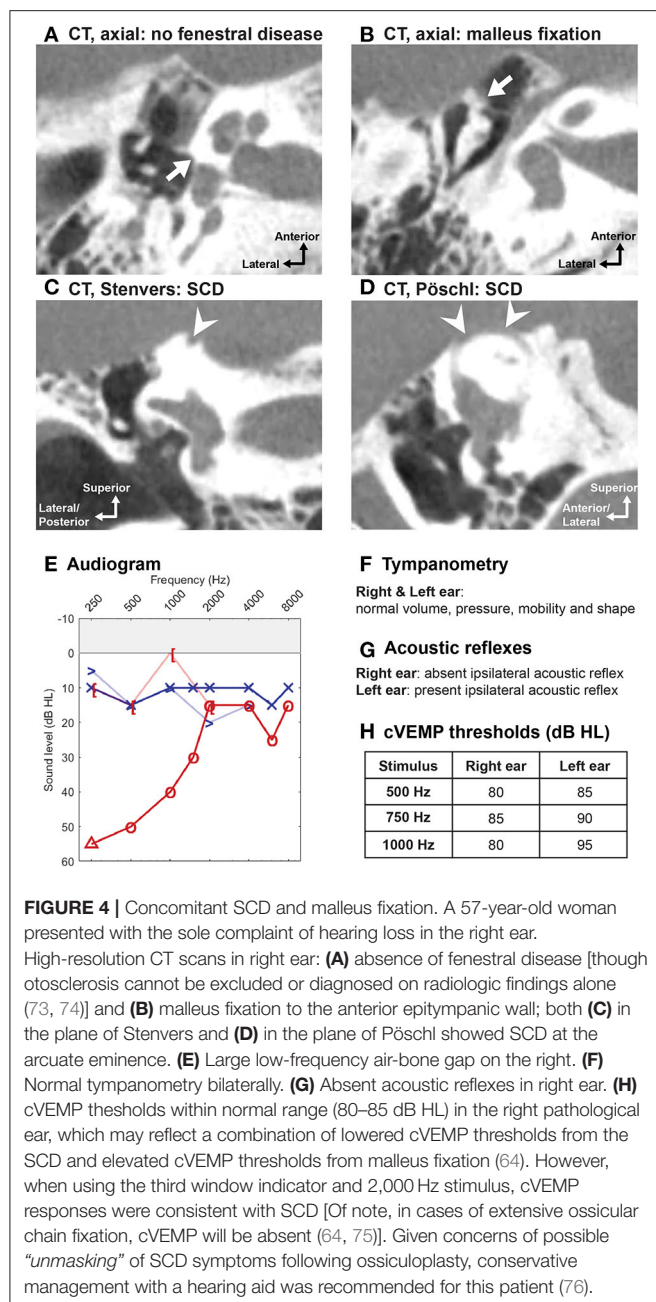 A CT, axial: no fenestral disease
B CT, axial: malleus fixation
Anterior
Lateral
Anterior
Lateral
C CT, Stenvers: SCD
D CT, Pöschl: SCD
Superior
Lateral/
Posterior
Superior
Anterior/
Lateral
E Audiogram
Frequency (Hz)
250 500 1000 2000 4000 8000
Sound level (dB HL)
-10
0
10
20
30
40
50
60
F Tympanometry
Right & Left ear:
normal volume, pressure, mobility and shape
G Acoustic reflexes
Right ear: absent ipsilateral acoustic reflex
Left ear: present ipsilateral acoustic reflex
H cVEMP thresholds (dB HL)
Stimulus Right ear Left ear
500 Hz 80 85
750 Hz 85 90
1000 Hz 80 95
FIGURE 4 | Concomitant SCD and malleus fixation. A 57-year-old woman
presented with the sole complaint of hearing loss in the right ear.
High-resolution CT scans in right ear: (A) absence of fenestral disease [though
otosclerosis cannot be excluded or diagnosed on radiologic findings alone
(73, 74)] and (B) malleus fixation to the anterior epitympanic wall; both (C) in
the plane of Stenvers and (D) in the plane of Pöschl showed SCD at the
arcuate eminence. (E) Large low-frequency air-bone gap on the right. (F)
Normal tympanometry bilaterally. (G) Absent acoustic reflexes in right ear. (H)
cVEMP thesholds within normal range (80–85 dB HL) in the right pathological
ear, which may reflect a combination of lowered cVEMP thresholds from the
SCD and elevated cVEMP thresholds from malleus fixation (64). However,
when using the third window indicator and 2,000 Hz stimulus, cVEMP
responses were consistent with SCD [Of note, in cases of extensive ossicular
chain fixation, cVEMP will be absent (64, 75)]. Given concerns of possible
"unmasking" of SCD symptoms following ossiculoplasty, conservative
management with a hearing aid was recommended for this patient (76).